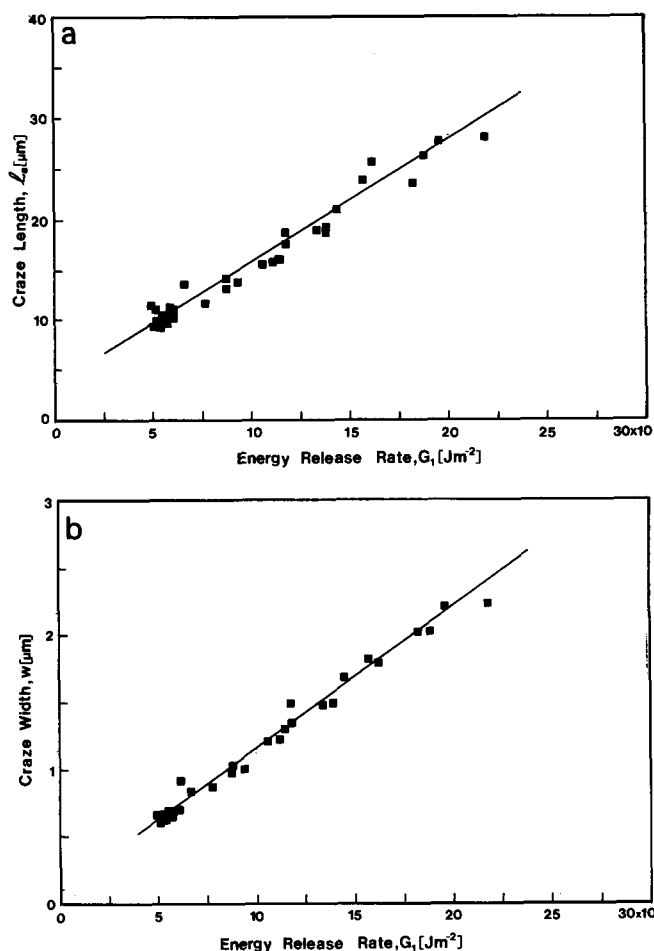 a
40
30
20
10
0
Craze Length, ℓₑ[μm]
0 5 10 15 20 25 30x10
Energy Release Rate,G₁[Jm⁻²]
b
3
2
1
0
Craze Width, w[μm]
0 5 10 15 20 25 30x10
Energy Release Rate,G₁[Jm⁻²]